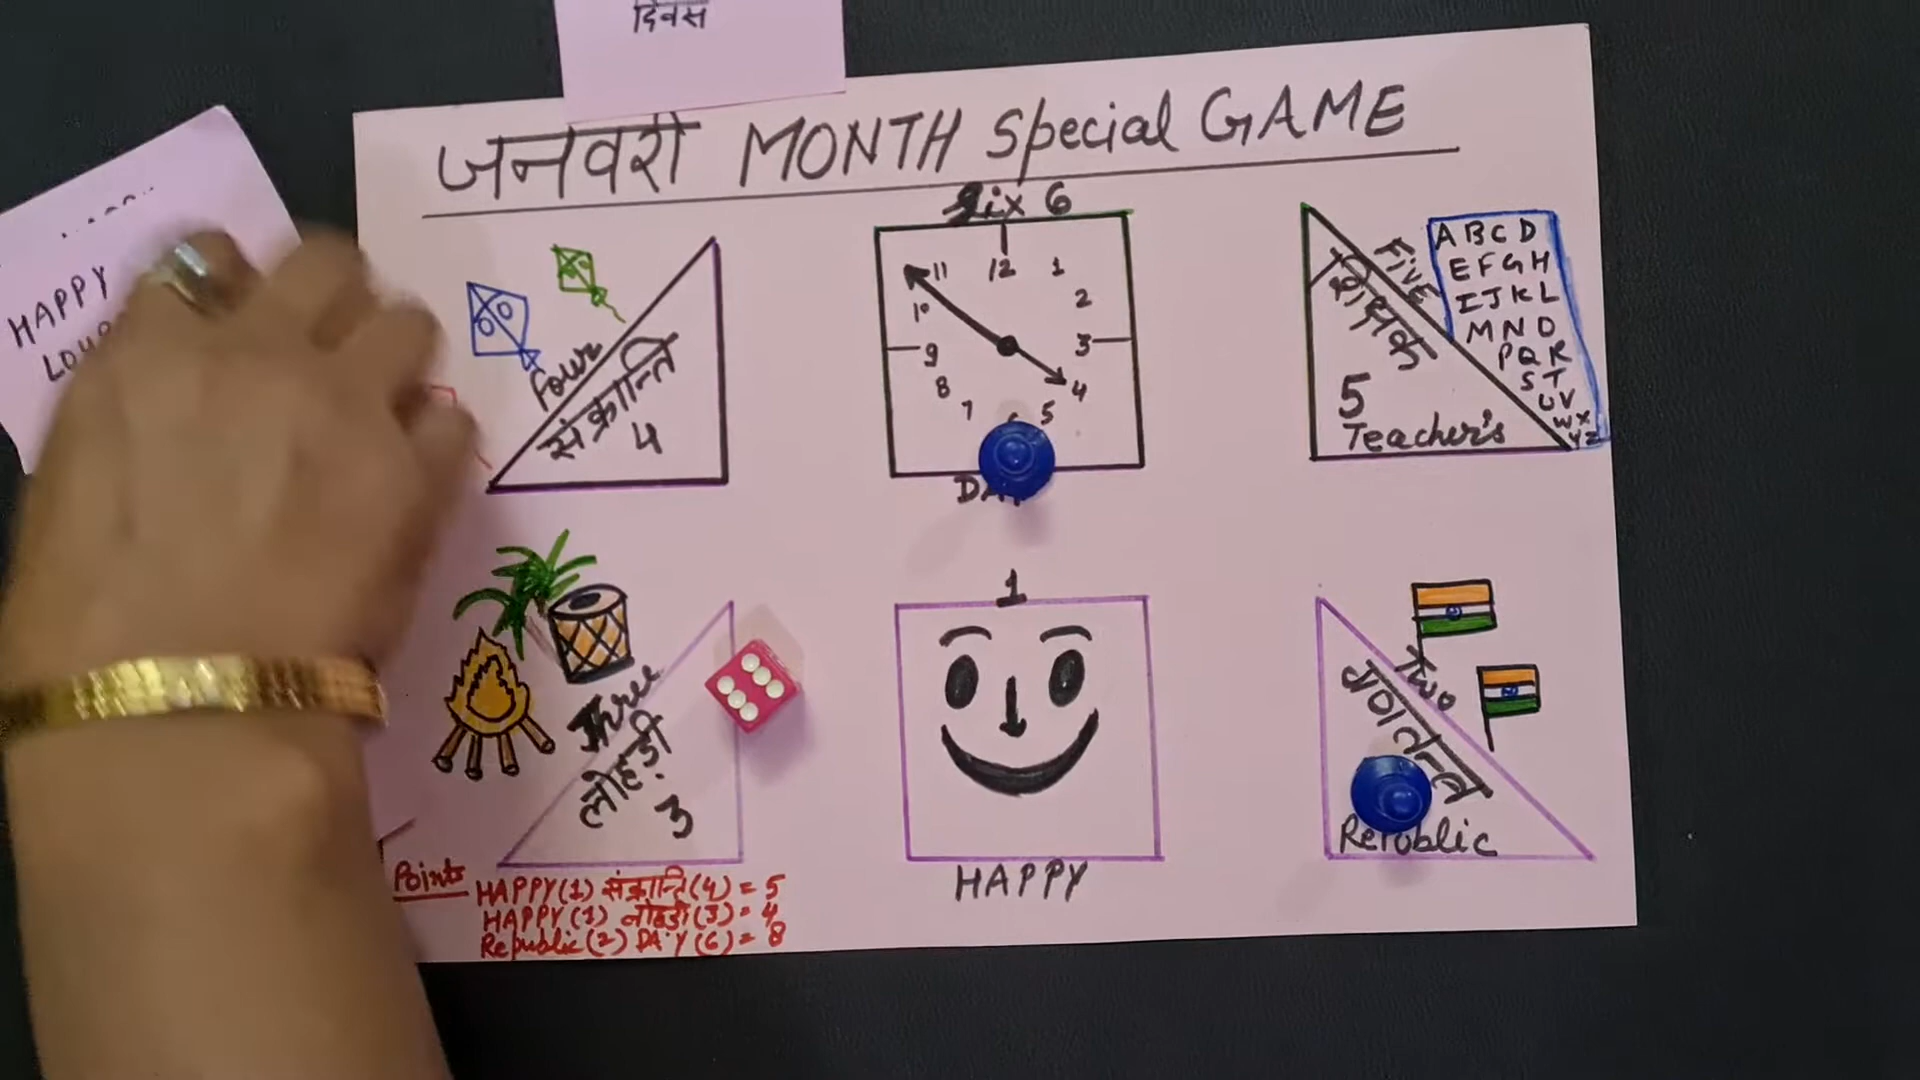 दिवस
जनवरी MONTH Special GAME
HAPPY
Four
संक्रान्ति
4
Six 6
11 12 1
10 2
9 3
8 4
7 5
DAY
Five
शिक्षक
5
Teacher's
A B C D
E F G H
I J K L
M N O
P Q R
S T
U V
W X
Y Z
Three
लोहड़ी
3
1
HAPPY
Two
गणतन्त्र
Republic
Points
HAPPY (1) संक्रान्ति (4) = 5
HAPPY (1) लोहड़ी (3) = 4
Republic (2) DAY (6) = 8